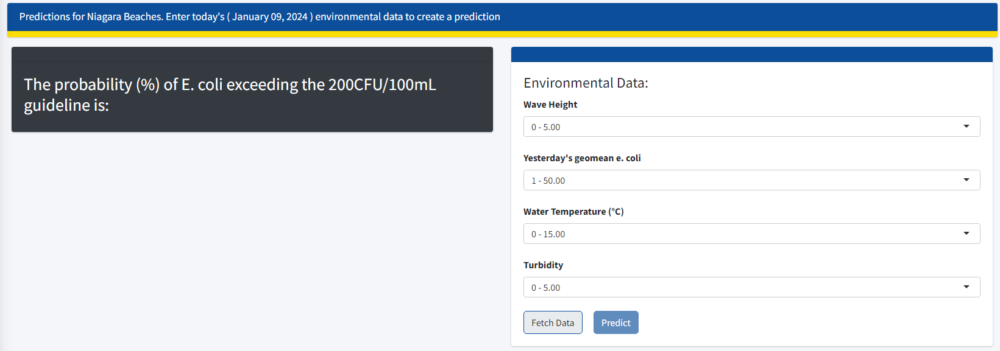 Predictions for Niagara Beaches. Enter today's ( January 09, 2024 ) environmental data to create a prediction
The probability (%) of E. coli exceeding the 200CFU/100mL
guideline is:
Environmental Data:
Wave Height
0 - 5.00
Yesterday's geomean e. coli
1 - 50.00
Water Temperature (°C)
0 - 15.00
Turbidity
0 - 5.00
Fetch Data
Predict